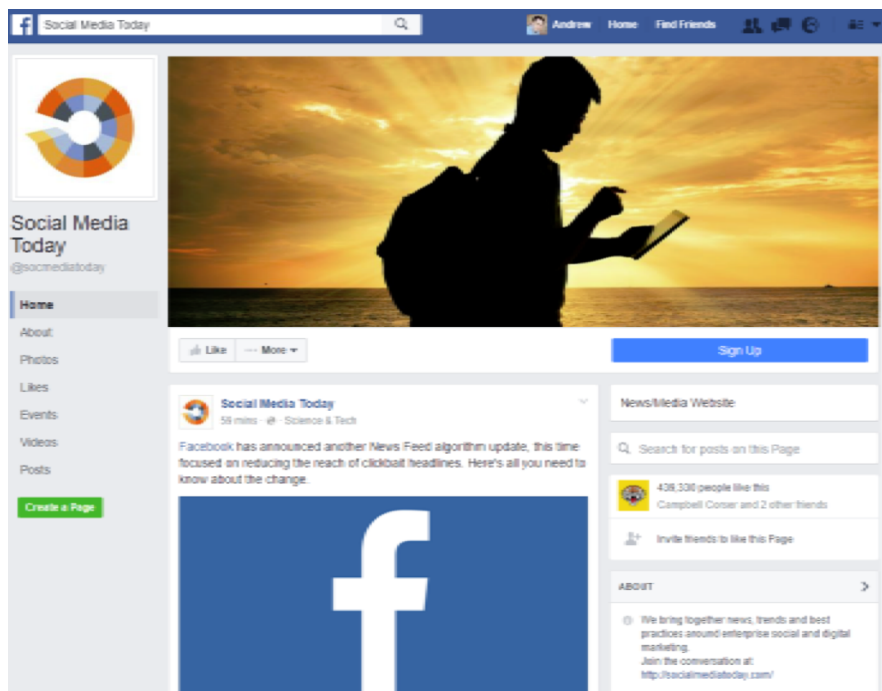 Social Media Today
Andrew
Home
Find Friends
Social Media
Today
@socmediatoday
Home
About
Photos
Likes
Events
Videos
Posts
Create a Page
Like
More
Sign Up
Social Media Today
59 mins · Science & Tech
Facebook has announced another News Feed algorithm update, this time
focused on reducing the reach of clickbait headlines. Here's all you need to
know about the change.
f
News/Media Website
Search for posts on this Page
439,330 people like this
Campbell Corser and 2 other friends
Invite friends to like this Page
ABOUT
We bring together news, trends and best
practices around enterprise social and digital
marketing.
Join the conversation at:
http://socialmediatoday.com/